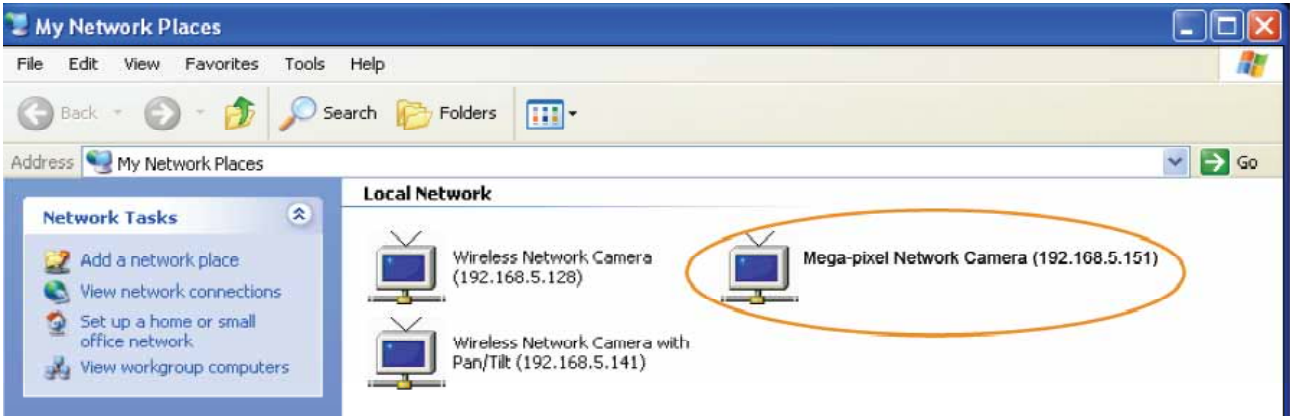 My Network Places
File Edit View Favorites Tools Help
Back Search Folders
Address My Network Places Go
Network Tasks
Add a network place
View network connections
Set up a home or small
office network
View workgroup computers
Local Network
Wireless Network Camera
(192.168.5.128)
Mega-pixel Network Camera (192.168.5.151)
Wireless Network Camera with
Pan/Tilt (192.168.5.141)